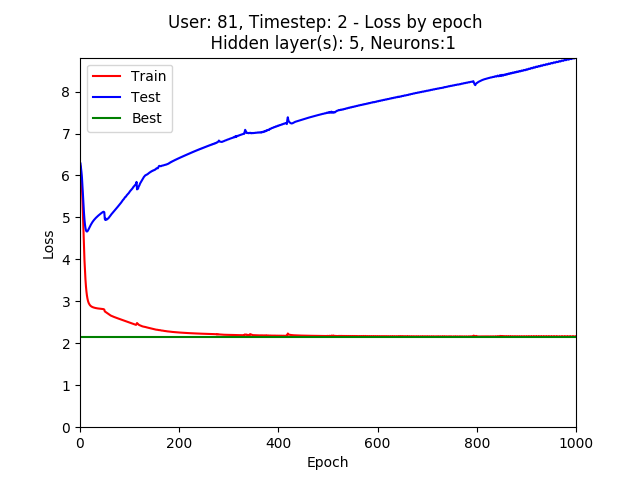 User: 81, Timestep: 2 - Loss by epoch
Hidden layer(s): 5, Neurons:1
Train
Test
Best
Loss
8
7
6
5
4
3
2
1
0
0 200 400 600 800 1000
Epoch